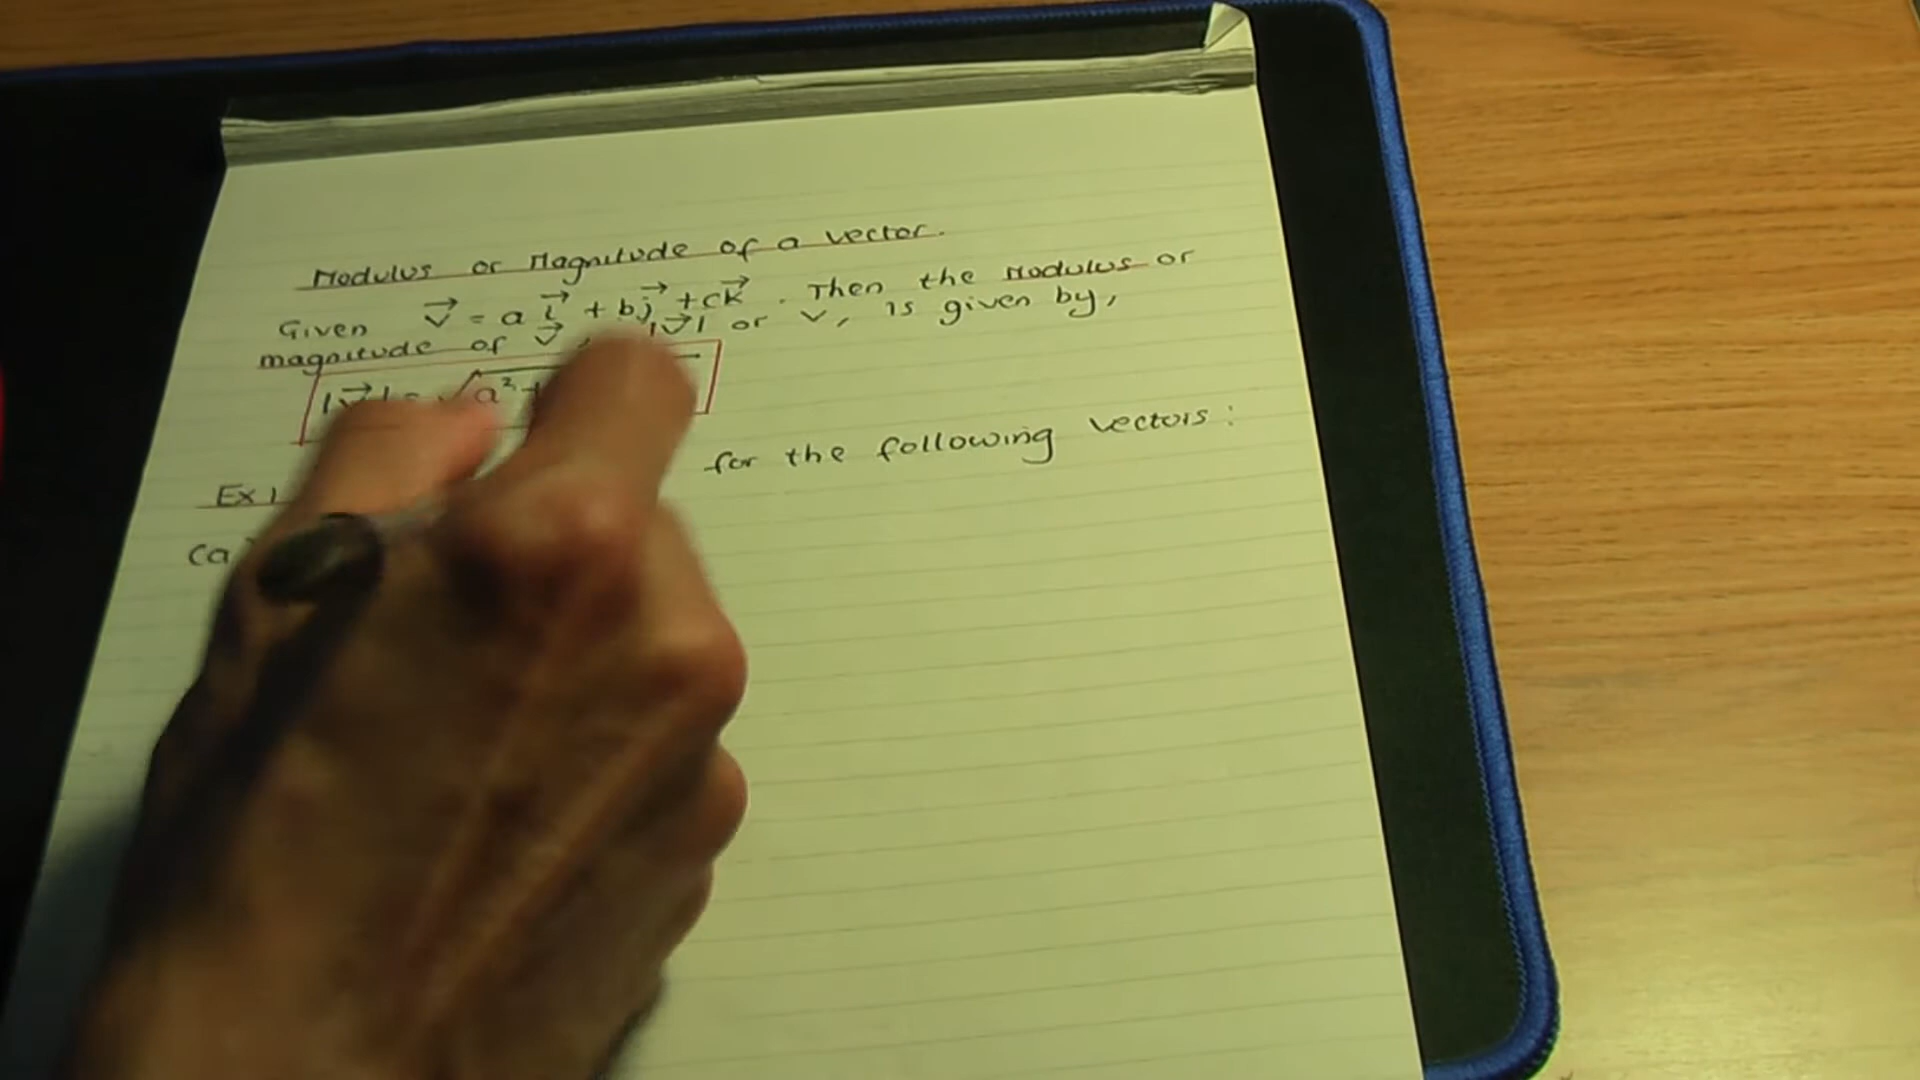 Modulus or Magnitude of a vector.
Given v⃗ = a i⃗ + b j⃗ + c k⃗ . Then the Modulus or
magnitude of v⃗ , |v⃗| or v, is given by,
|v⃗| = √a² +
Ex 1 for the following vectors :
(a